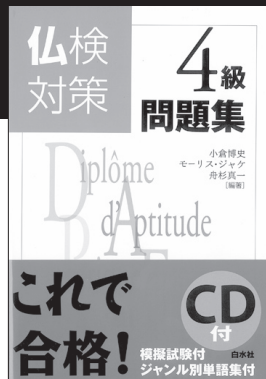 仏検
対策
4級
問題集
小倉博史
モーリス・ジャケ
舟杉真一
[編著]
Diplôme
d'Aptitude
これで
合格!
CD
付
模擬試験付
ジャンル別単語集付
白水社